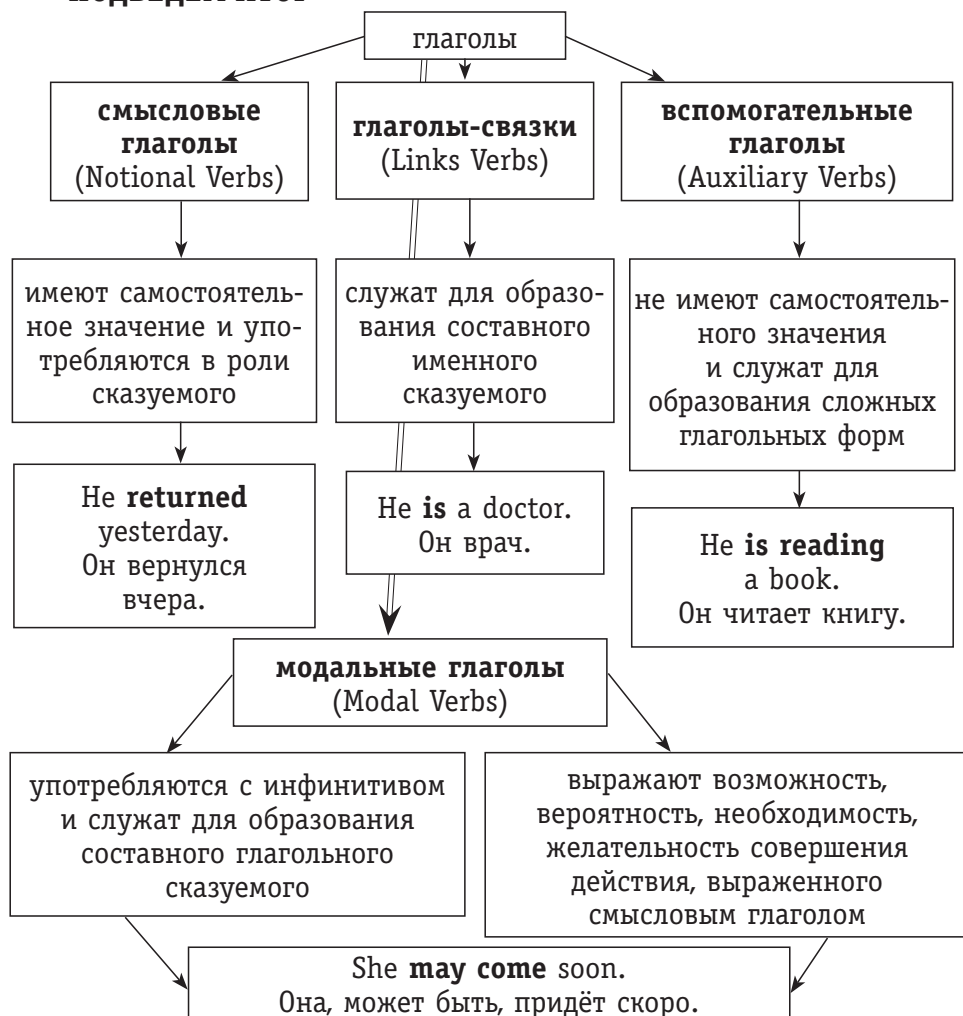 глаголы
смысловые
глаголы
(Notional Verbs)
глаголы-связки
(Links Verbs)
вспомогательные
глаголы
(Auxiliary Verbs)
имеют самостоятель-
ное значение и упо-
требляются в роли
сказуемого
служат для образо-
вания составного
именного
сказуемого
не имеют самостоятель-
ного значения
и служат для
образования сложных
глагольных форм
He returned
yesterday.
Он вернулся
вчера.
He is a doctor.
Он врач.
He is reading
a book.
Он читает книгу.
модальные глаголы
(Modal Verbs)
употребляются с инфинитивом
и служат для образования
составного глагольного
сказуемого
выражают возможность,
вероятность, необходимость,
желательность совершения
действия, выраженного
смысловым глаголом
She may come soon.
Она, может быть, придёт скоро.